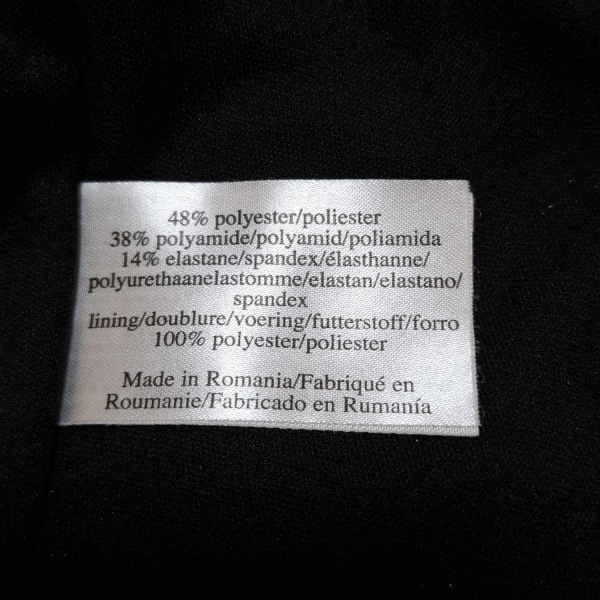 48% polyester/poliester
38% polyamide/polyamid/poliamida
14% elastane/spandex/élasthanne/
polyurethaanelastomme/elastan/elastano/
spandex
lining/doublure/voering/futterstoff/forro
100% polyester/poliester
Made in Romania/Fabriqué en
Roumanie/Fabricado en Rumanía